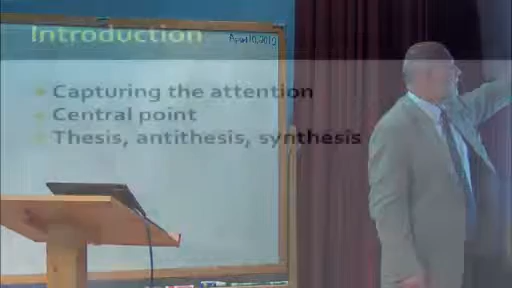 Introduction
Capturing the attention
Central point
Thesis, antithesis, synthesis